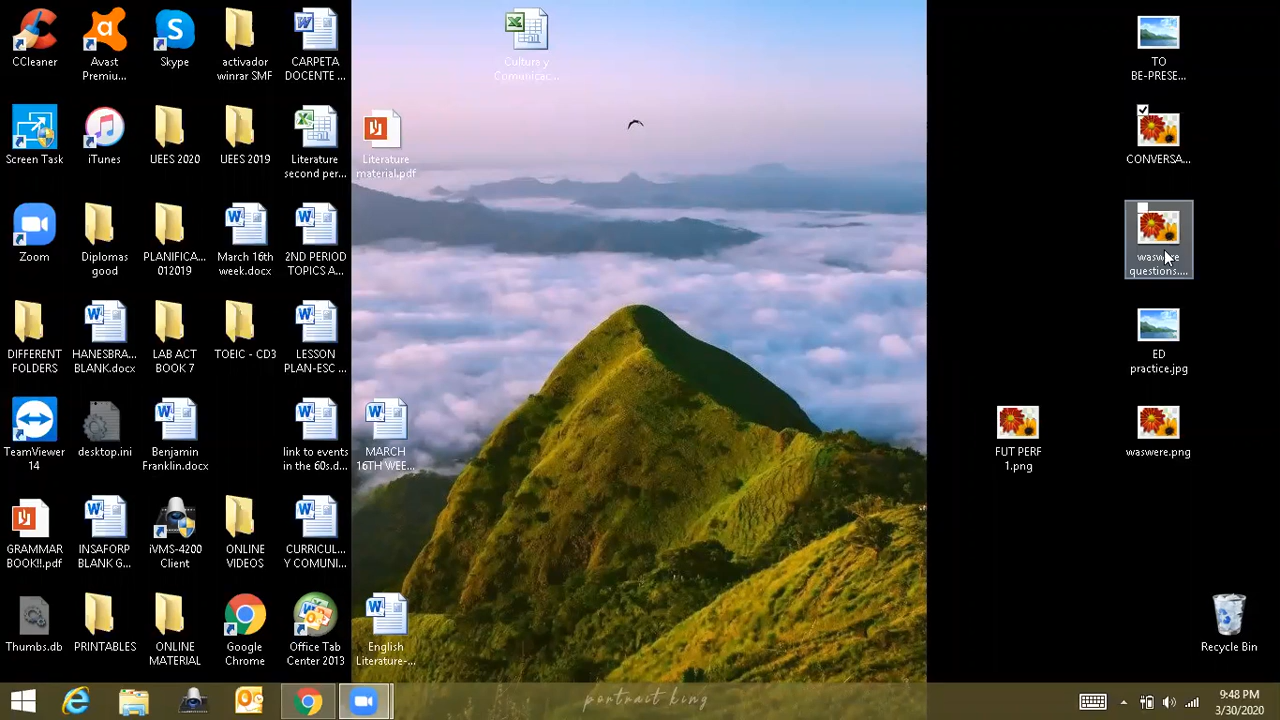 CCleaner
Avast
Premiu...
Skype
activador
winrar SMF
CARPETA
DOCENTE ...
Cultura y
Comunicac...
TO
BE-PRESE...
Screen Task
iTunes
UEES 2020
UEES 2019
Literature
second per...
Literature
material.pdf
CONVERSA...
Zoom
Diplomas
good
PLANIFICA...
012019
March 16th
week.docx
2ND PERIOD
TOPICS A...
waswere
questions....
DIFFERENT
FOLDERS
HANESBRA...
BLANK.docx
LAB ACT
BOOK 7
TOEIC - CD3
LESSON
PLAN-ESC ...
ED
practice.jpg
TeamViewer
14
desktop.ini
Benjamin
Franklin.docx
link to events
in the 60s.d...
MARCH
16TH WEE...
FUT PERF
1.png
waswere.png
GRAMMAR
BOOK!!.pdf
INSAFORP
BLANK G...
iVMS-4200
Client
ONLINE
VIDEOS
CURRICUL...
Y COMUNI...
Thumbs.db
PRINTABLES
ONLINE
MATERIAL
Google
Chrome
Office Tab
Center 2013
English
Literature-...
Recycle Bin
portrait king
9:48 PM
3/30/2020